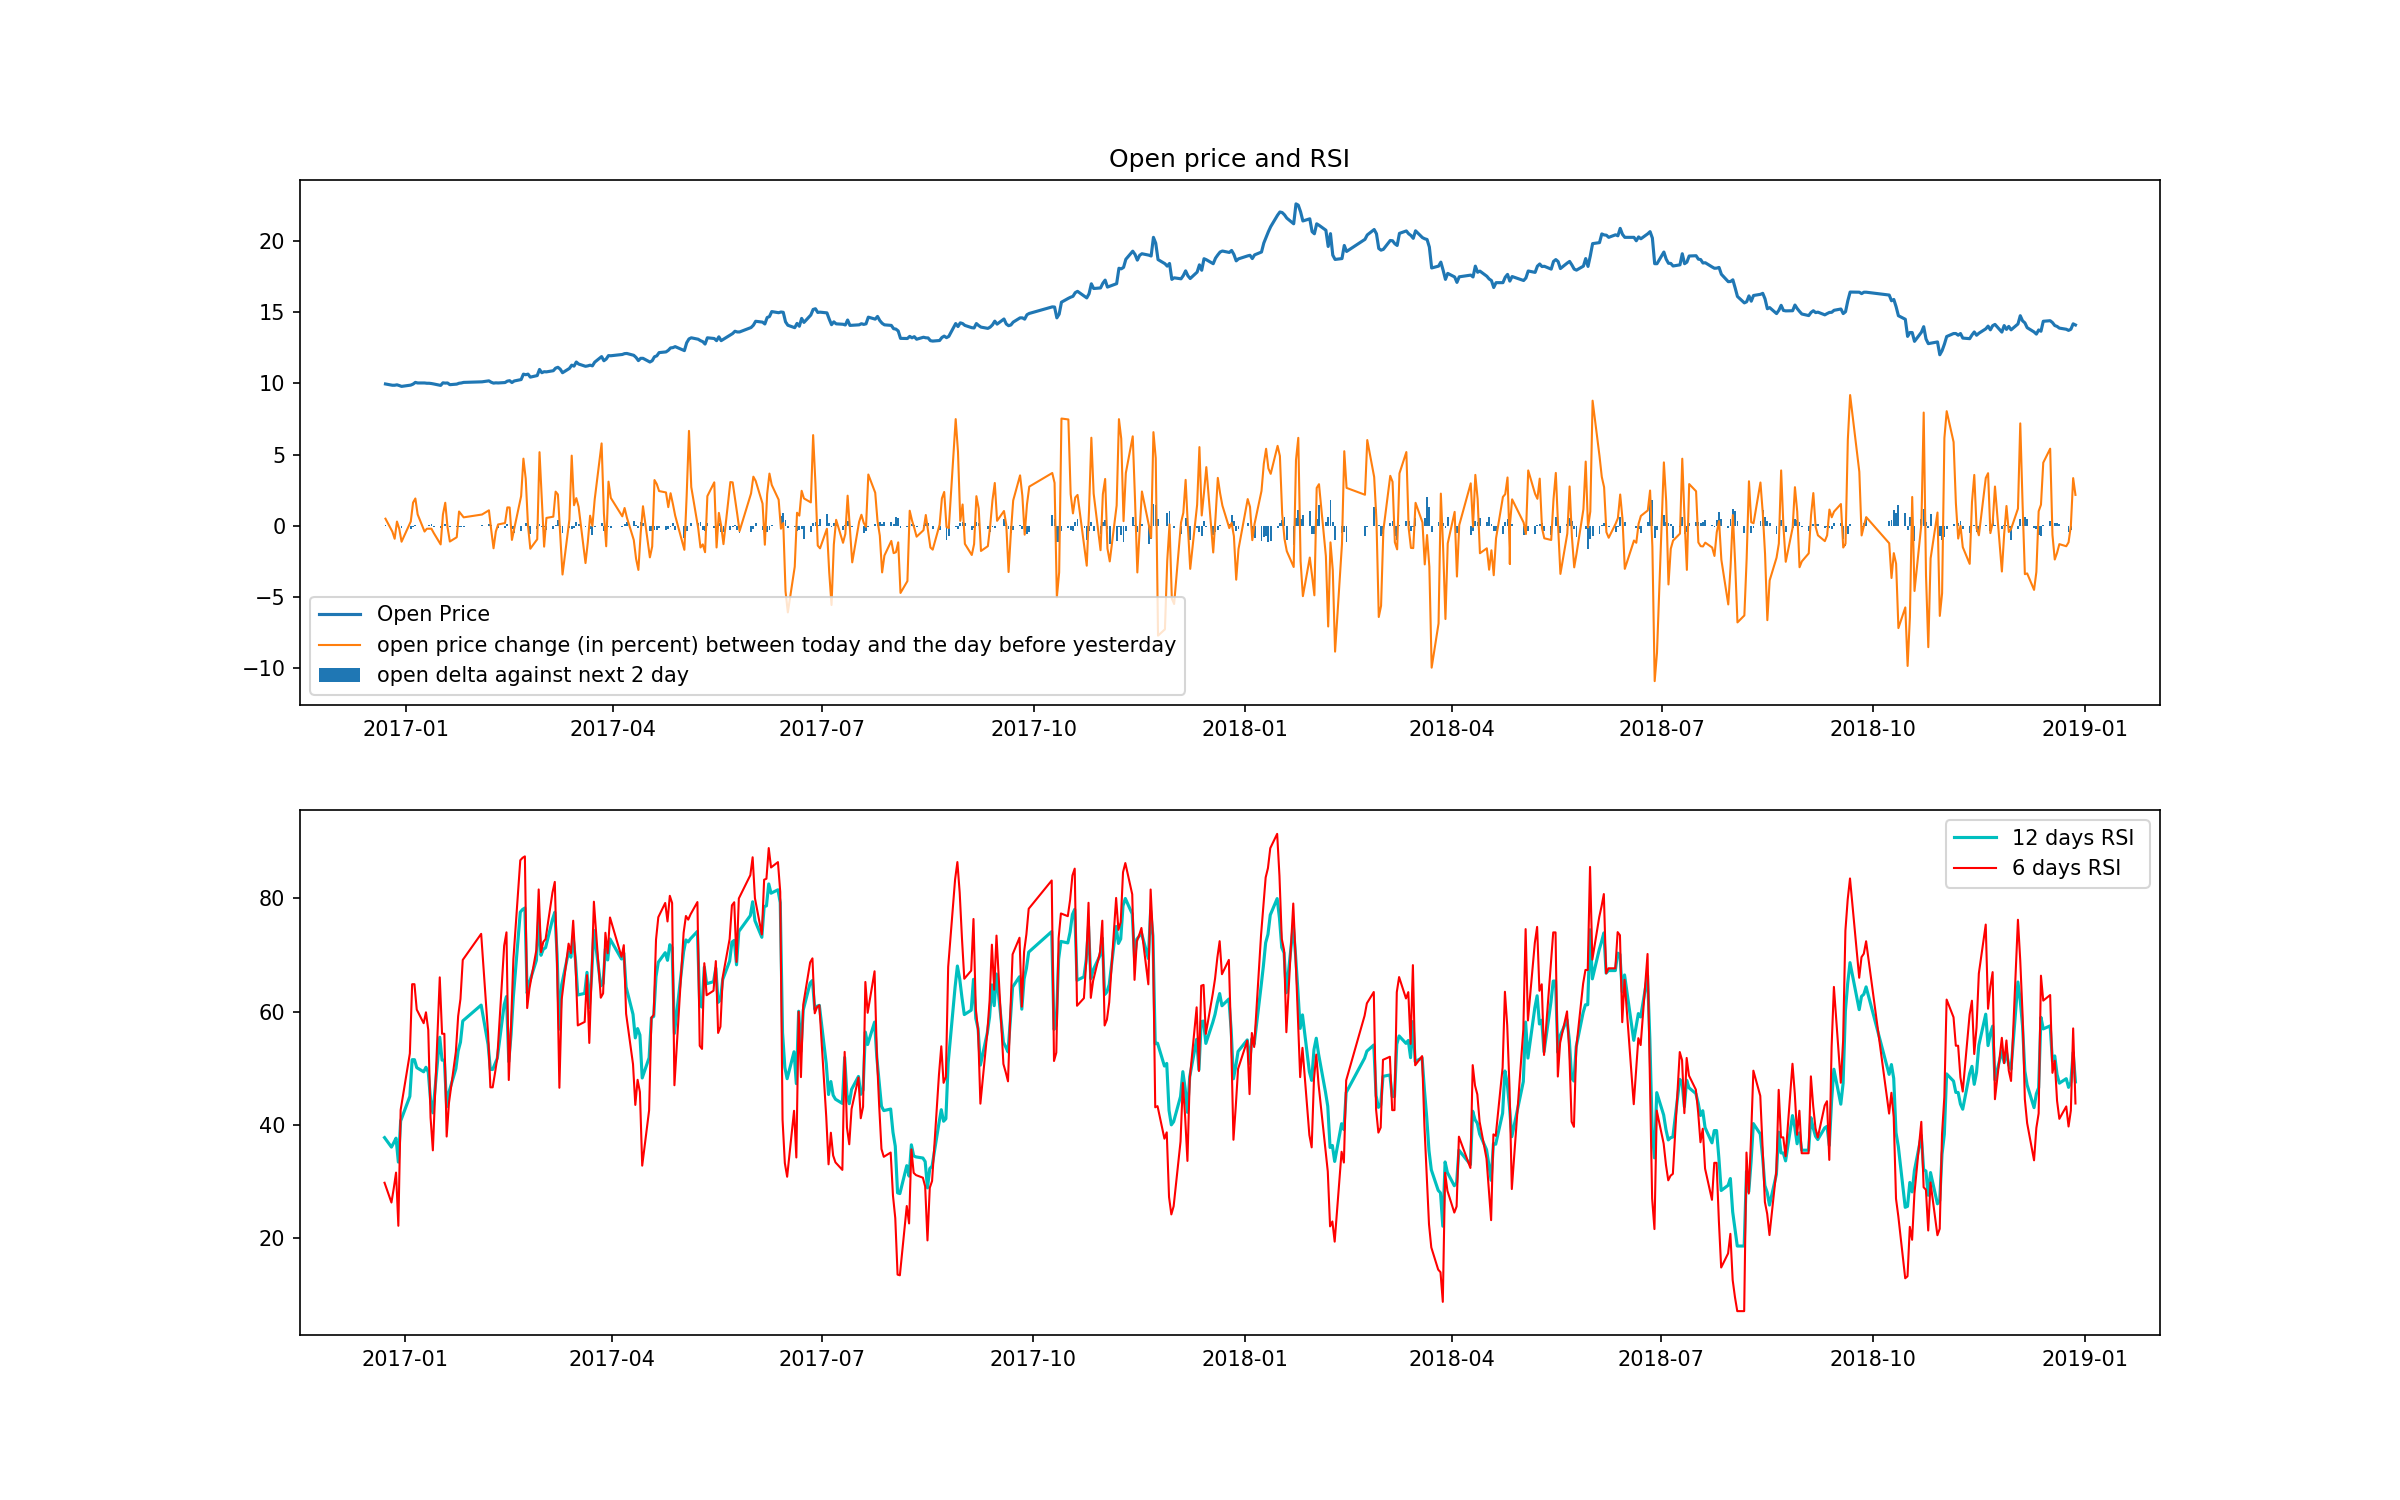 Open price and RSI
20
15
10
5
0
−5
−10
Open Price
open price change (in percent) between today and the day before yesterday
open delta against next 2 day
2017-01 2017-04 2017-07 2017-10 2018-01 2018-04 2018-07 2018-10 2019-01
12 days RSI
6 days RSI
80
60
40
20
2017-01 2017-04 2017-07 2017-10 2018-01 2018-04 2018-07 2018-10 2019-01